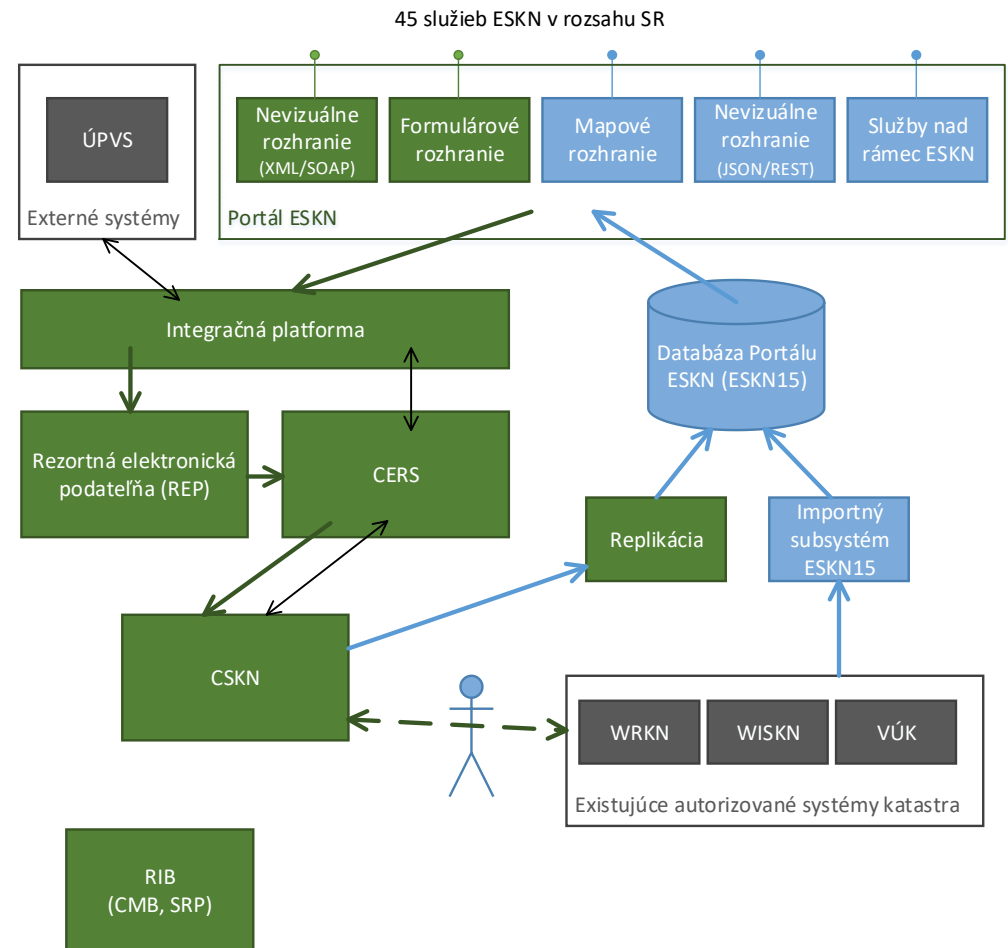 45 služieb ESKN v rozsahu SR
ÚPVS
Externé systémy
Nevizuálne
rozhranie
(XML/SOAP)
Formulárové
rozhranie
Mapové
rozhranie
Nevizuálne
rozhranie
(JSON/REST)
Služby nad
rámec ESKN
Portál ESKN
Integračná platforma
Databáza Portálu
ESKN (ESKN15)
Rezortná elektronická
podateľňa (REP)
CERS
Replikácia
Importný
subsystém
ESKN15
CSKN
WRKN
WISKN
VÚK
Existujúce autorizované systémy katastra
RIB
(CMB, SRP)